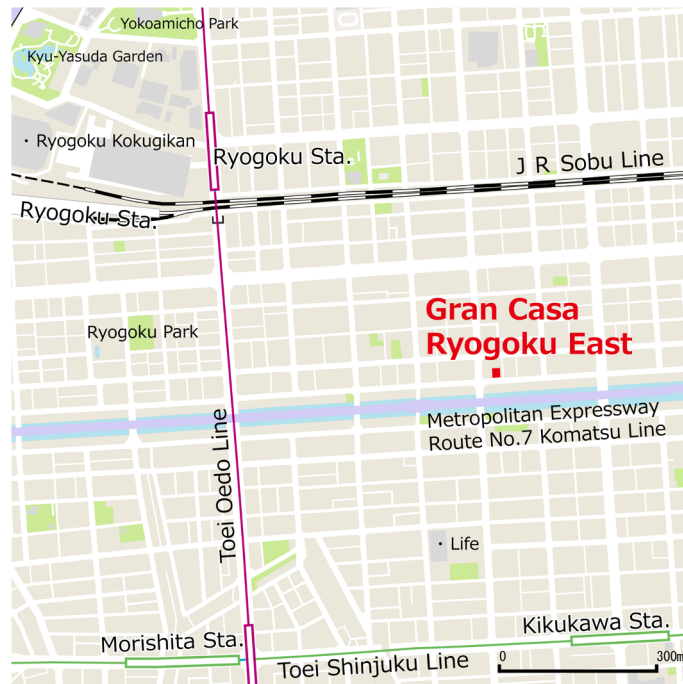 Yokoamicho Park
Kyu-Yasuda Garden
Ryogoku Kokugikan
Ryogoku Sta.
J R Sobu Line
Ryogoku Sta.
Gran Casa
Ryogoku East
Ryogoku Park
Metropolitan Expressway
Route No.7 Komatsu Line
Toei Oedo Line
Life
Kikukawa Sta.
Morishita Sta.
Toei Shinjuku Line
0 300m